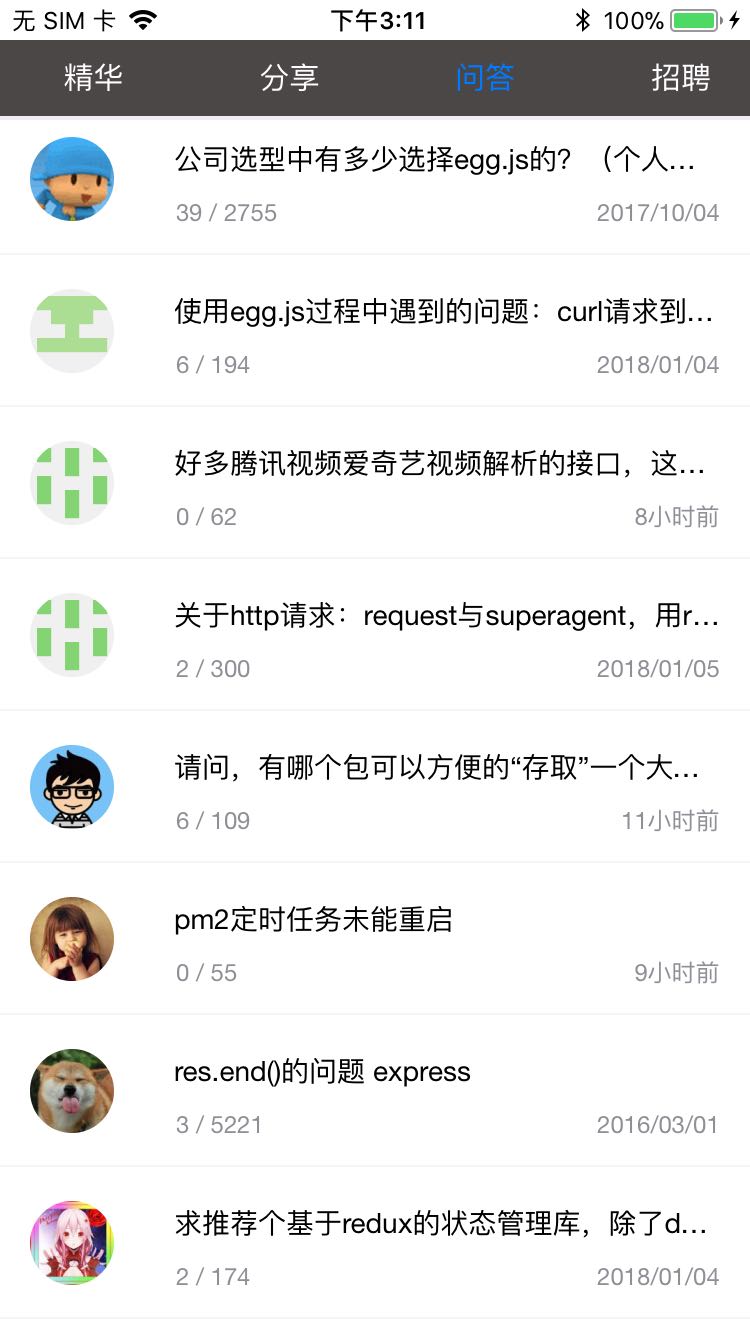 无 SIM 卡 下午3:11 100%
精华 分享 问答 招聘
公司选型中有多少选择egg.js的？（个人…
39 / 2755 2017/10/04
使用egg.js过程中遇到的问题：curl请求到…
6 / 194 2018/01/04
好多腾讯视频爱奇艺视频解析的接口，这…
0 / 62 8小时前
关于http请求：request与superagent，用r…
2 / 300 2018/01/05
请问，有哪个包可以方便的“存取”一个大…
6 / 109 11小时前
pm2定时任务未能重启
0 / 55 9小时前
res.end()的问题 express
3 / 5221 2016/03/01
求推荐个基于redux的状态管理库，除了d…
2 / 174 2018/01/04